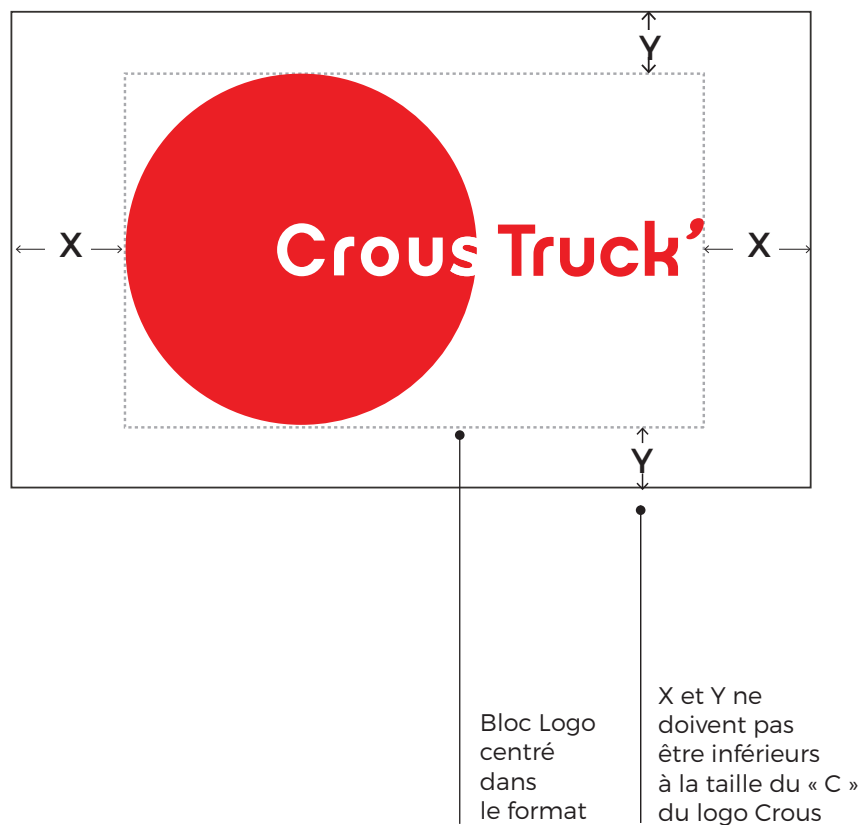 Y
Crous Truck’
X
X
Y
Bloc Logo
centré
dans
le format
X et Y ne
doivent pas
être inférieurs
à la taille du « C »
du logo Crous